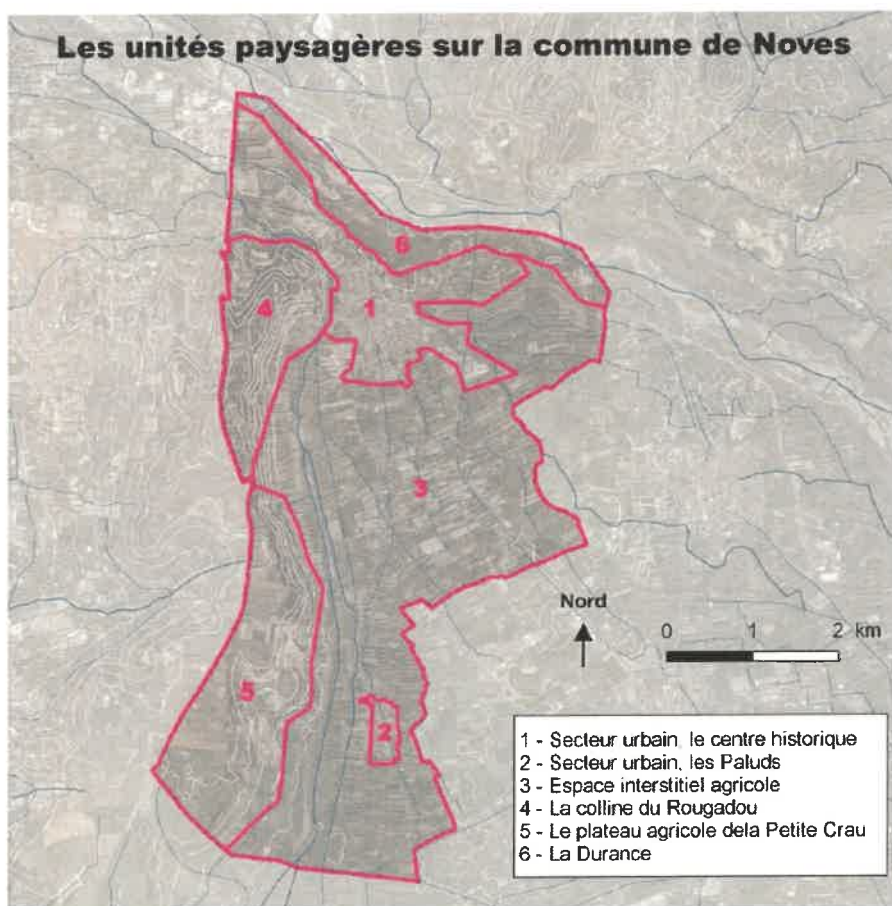 Les unités paysagères sur la commune de Noves
6
4
1
3
Nord
0 1 2 km
5
2
1 - Secteur urbain, le centre historique
2 - Secteur urbain, les Paluds
3 - Espace interstitiel agricole
4 - La colline du Rougadou
5 - Le plateau agricole dela Petite Crau
6 - La Durance